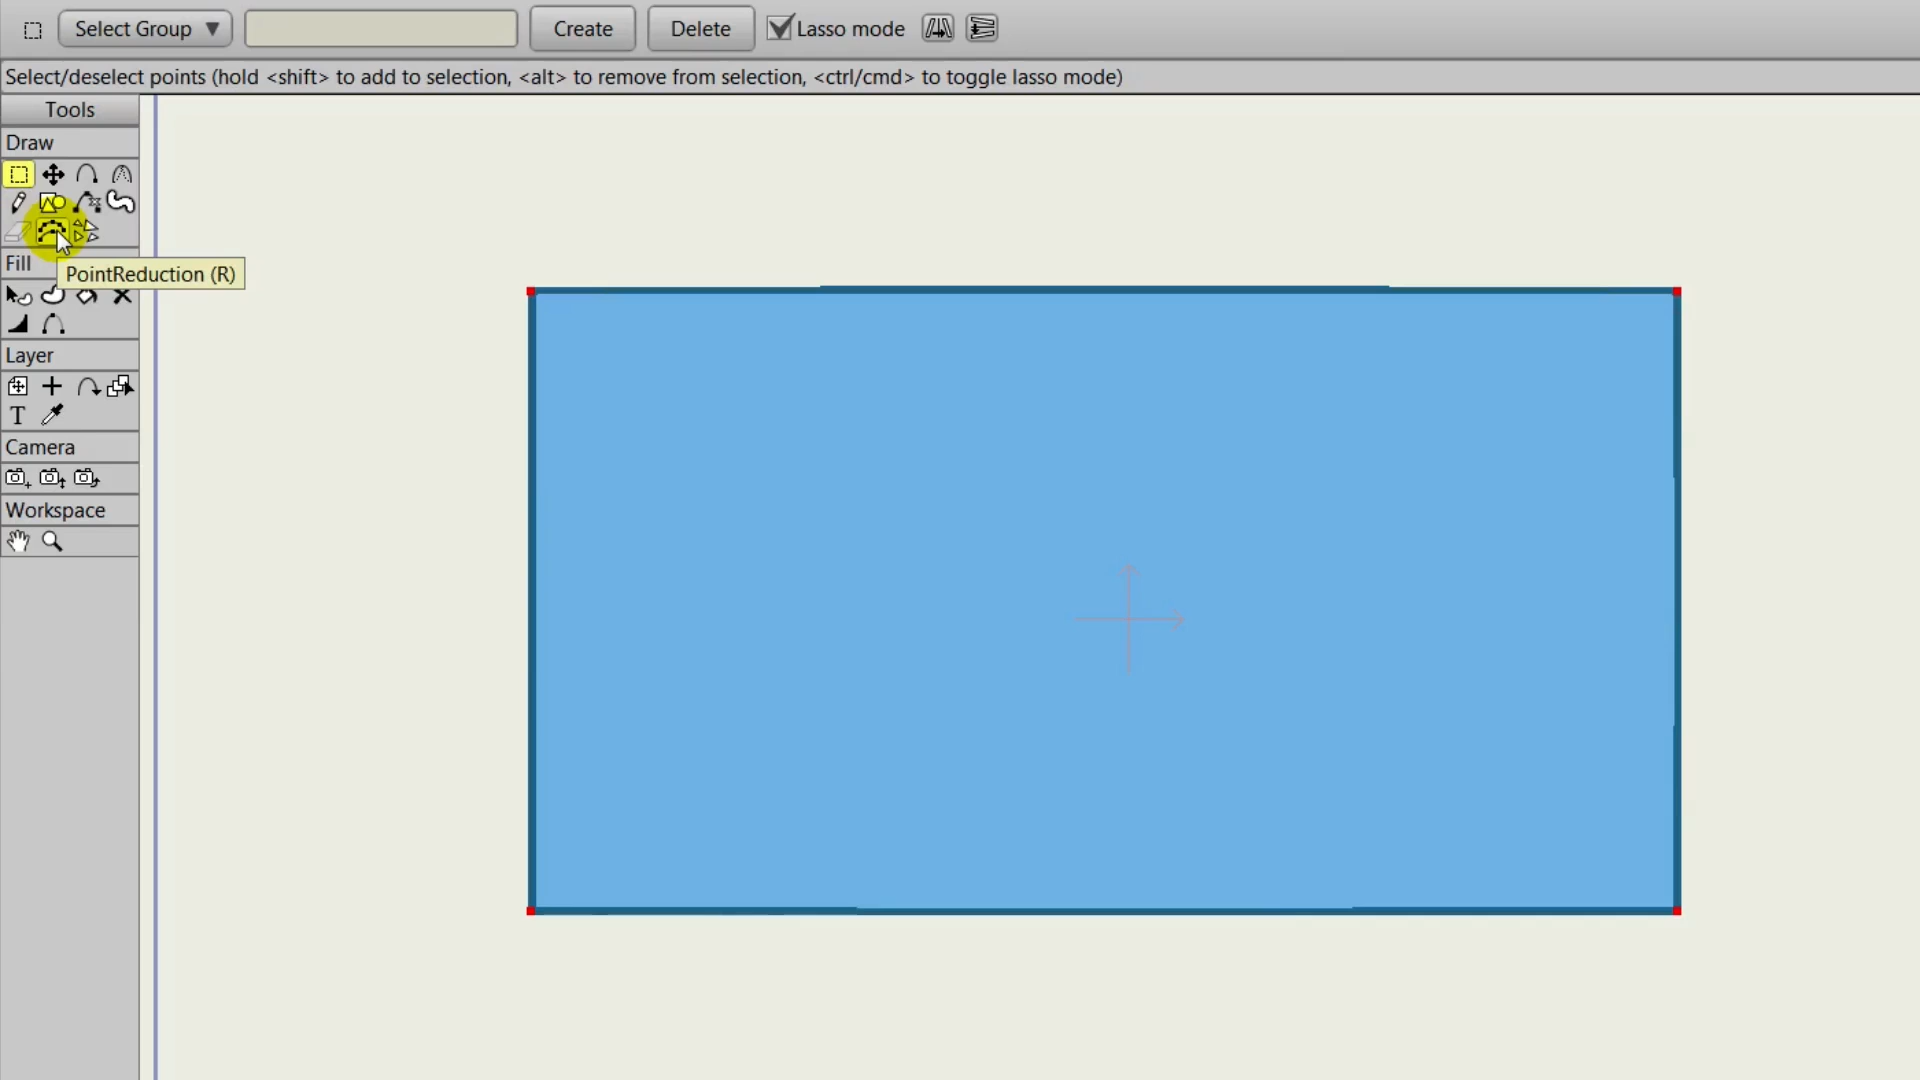 Select Group Create Delete Lasso mode
Select/deselect points (hold <shift> to add to selection, <alt> to remove from selection, <ctrl/cmd> to toggle lasso mode)
Tools
Draw
Fill
PointReduction (R)
Layer
T
Camera
Workspace